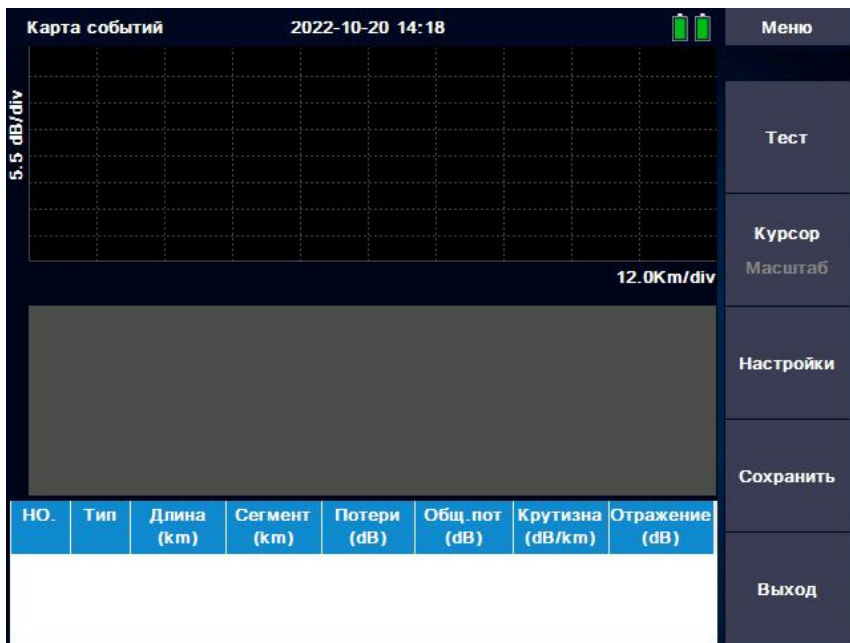 Карта событий 2022-10-20 14:18 Меню
5.5 dB/div
12.0Km/div
Тест
Курсор
Масштаб
Настройки
Сохранить
Выход
НО. Тип Длина (km) Сегмент (km) Потери (dB) Общ.пот (dB) Крутизна (dB/km) Отражение (dB)